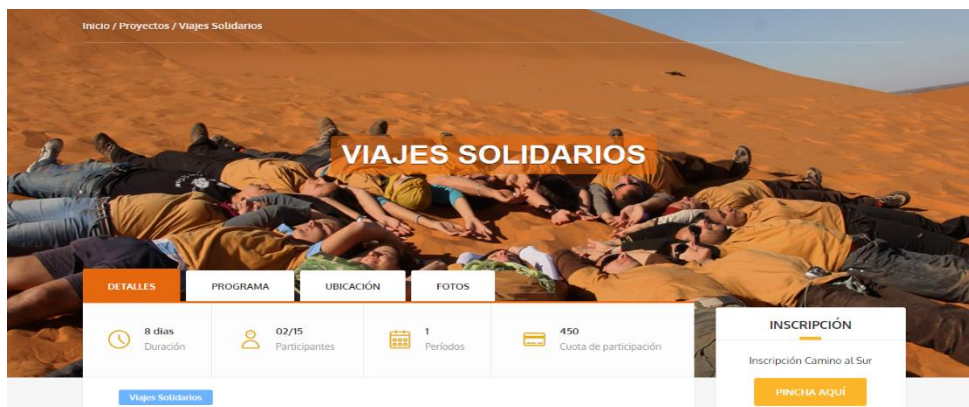 Inicio / Proyectos / Viajes Solidarios
VIAJES SOLIDARIOS
DETALLES
PROGRAMA
UBICACIÓN
FOTOS
8 dias
Duración
02/15
Participantes
1
Períodos
450
Cuota de participación
Viajes Solidarios
INSCRIPCIÓN
Inscripción Camino al Sur
PINCHA AQUÍ